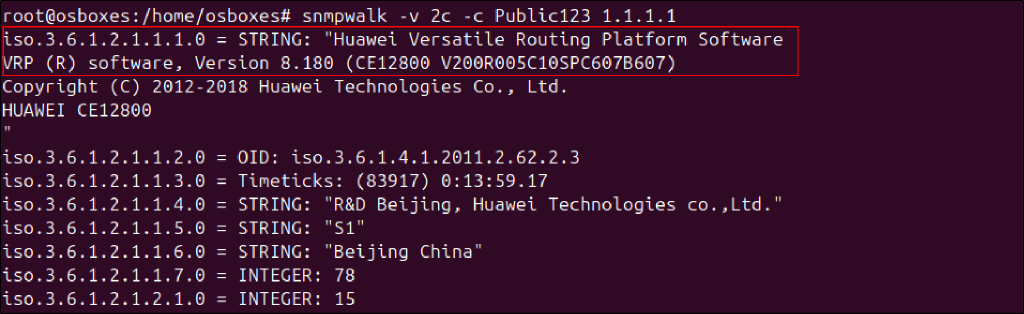 root@osboxes:/home/osboxes# snmpwalk -v 2c -c Public123 1.1.1.1
iso.3.6.1.2.1.1.1.0 = STRING: "Huawei Versatile Routing Platform Software
VRP (R) software, Version 8.180 (CE12800 V200R005C10SPC607B607)
Copyright (C) 2012-2018 Huawei Technologies Co., Ltd.
HUAWEI CE12800
"
iso.3.6.1.2.1.1.2.0 = OID: iso.3.6.1.4.1.2011.2.62.2.3
iso.3.6.1.2.1.1.3.0 = Timeticks: (83917) 0:13:59.17
iso.3.6.1.2.1.1.4.0 = STRING: "R&D Beijing, Huawei Technologies co.,Ltd."
iso.3.6.1.2.1.1.5.0 = STRING: "S1"
iso.3.6.1.2.1.1.6.0 = STRING: "Beijing China"
iso.3.6.1.2.1.1.7.0 = INTEGER: 78
iso.3.6.1.2.1.2.1.0 = INTEGER: 15